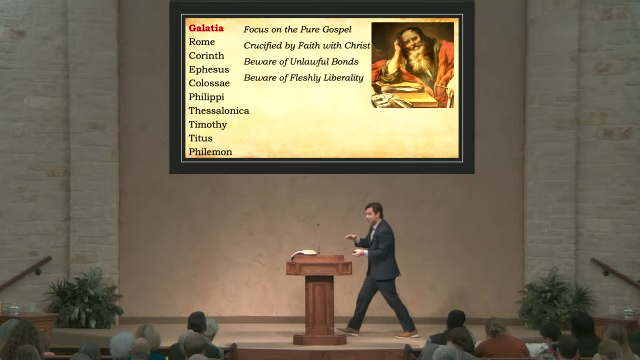 Galatia
Rome
Corinth
Ephesus
Colossae
Philippi
Thessalonica
Timothy
Titus
Philemon
Focus on the Pure Gospel
Crucified by Faith with Christ
Beware of Unlawful Bonds
Beware of Fleshly Liberality